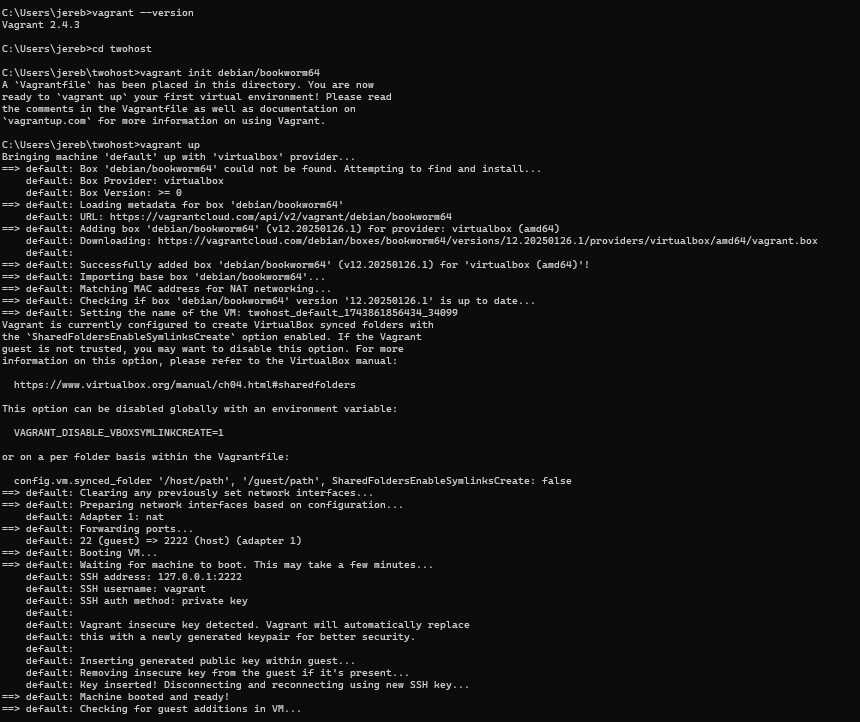 C:\Users\jereb>vagrant --version
Vagrant 2.4.3
C:\Users\jereb>cd twohost
C:\Users\jereb\twohost>vagrant init debian/bookworm64
A `Vagrantfile` has been placed in this directory. You are now
ready to `vagrant up` your first virtual environment! Please read
the comments in the Vagrantfile as well as documentation on
`vagrantup.com` for more information on using Vagrant.
C:\Users\jereb\twohost>vagrant up
Bringing machine 'default' up with 'virtualbox' provider...
==> default: Box 'debian/bookworm64' could not be found. Attempting to find and install...
    default: Box Provider: virtualbox
    default: Box Version: >= 0
==> default: Loading metadata for box 'debian/bookworm64'
    default: URL: https://vagrantcloud.com/api/v2/vagrant/debian/bookworm64
==> default: Adding box 'debian/bookworm64' (v12.20250126.1) for provider: virtualbox (amd64)
    default: Downloading: https://vagrantcloud.com/debian/boxes/bookworm64/versions/12.20250126.1/providers/virtualbox/amd64/vagrant.box
    default:
==> default: Successfully added box 'debian/bookworm64' (v12.20250126.1) for 'virtualbox (amd64)'!
==> default: Importing base box 'debian/bookworm64'...
==> default: Matching MAC address for NAT networking...
==> default: Checking if box 'debian/bookworm64' version '12.20250126.1' is up to date...
==> default: Setting the name of the VM: twohost_default_1743861856434_34099
Vagrant is currently configured to create VirtualBox synced folders with
the `SharedFoldersEnableSymlinksCreate` option enabled. If the Vagrant
guest is not trusted, you may want to disable this option. For more
information on this option, please refer to the VirtualBox manual:
  https://www.virtualbox.org/manual/ch04.html#sharedfolders
This option can be disabled globally with an environment variable:
  VAGRANT_DISABLE_VBOXSYMLINKCREATE=1
or on a per folder basis within the Vagrantfile:
  config.vm.synced_folder '/host/path', '/guest/path', SharedFoldersEnableSymlinksCreate: false
==> default: Clearing any previously set network interfaces...
==> default: Preparing network interfaces based on configuration...
    default: Adapter 1: nat
==> default: Forwarding ports...
    default: 22 (guest) => 2222 (host) (adapter 1)
==> default: Booting VM...
==> default: Waiting for machine to boot. This may take a few minutes...
    default: SSH address: 127.0.0.1:2222
    default: SSH username: vagrant
    default: SSH auth method: private key
    default:
    default: Vagrant insecure key detected. Vagrant will automatically replace
    default: this with a newly generated keypair for better security.
    default:
    default: Inserting generated public key within guest...
    default: Removing insecure key from the guest if it's present...
    default: Key inserted! Disconnecting and reconnecting using new SSH key...
==> default: Machine booted and ready!
==> default: Checking for guest additions in VM...